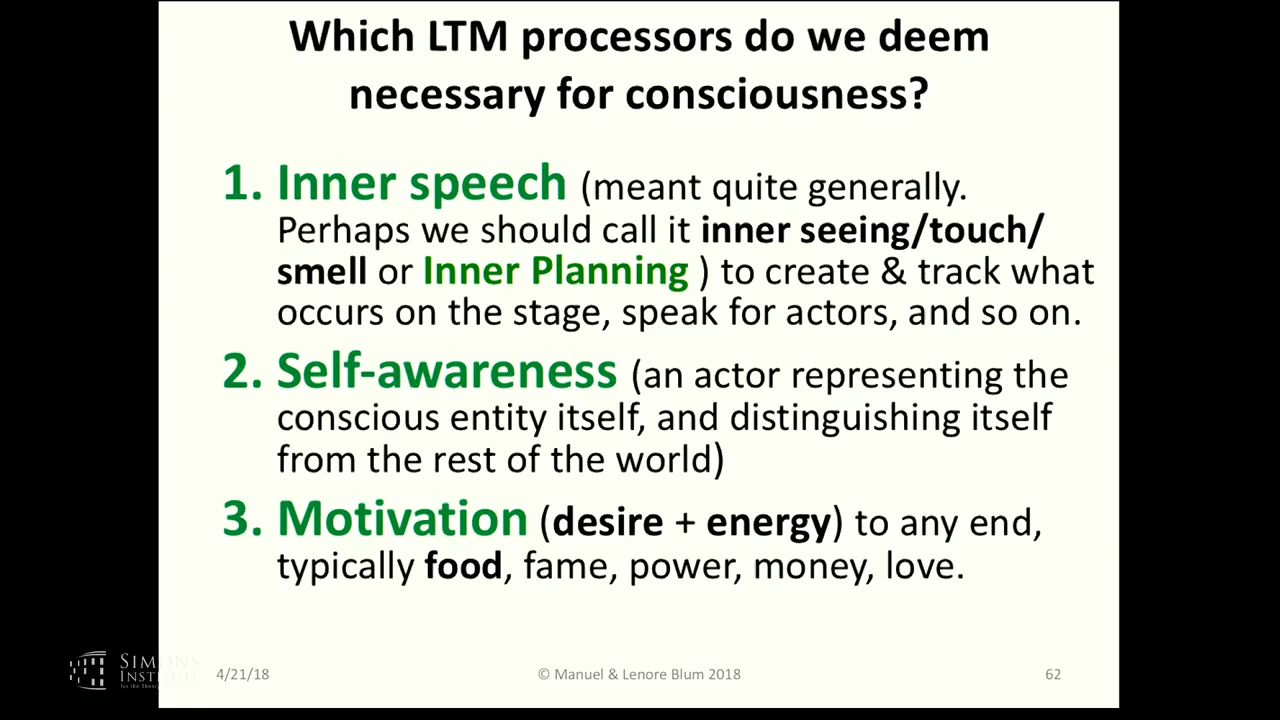 Which LTM processors do we deem
necessary for consciousness?
1. Inner speech (meant quite generally.
Perhaps we should call it inner seeing/touch/
smell or Inner Planning ) to create & track what
occurs on the stage, speak for actors, and so on.
2. Self-awareness (an actor representing the
conscious entity itself, and distinguishing itself
from the rest of the world)
3. Motivation (desire + energy) to any end,
typically food, fame, power, money, love.
SIMONS
INSTITUTE
for the
4/21/18
© Manuel & Lenore Blum 2018
62